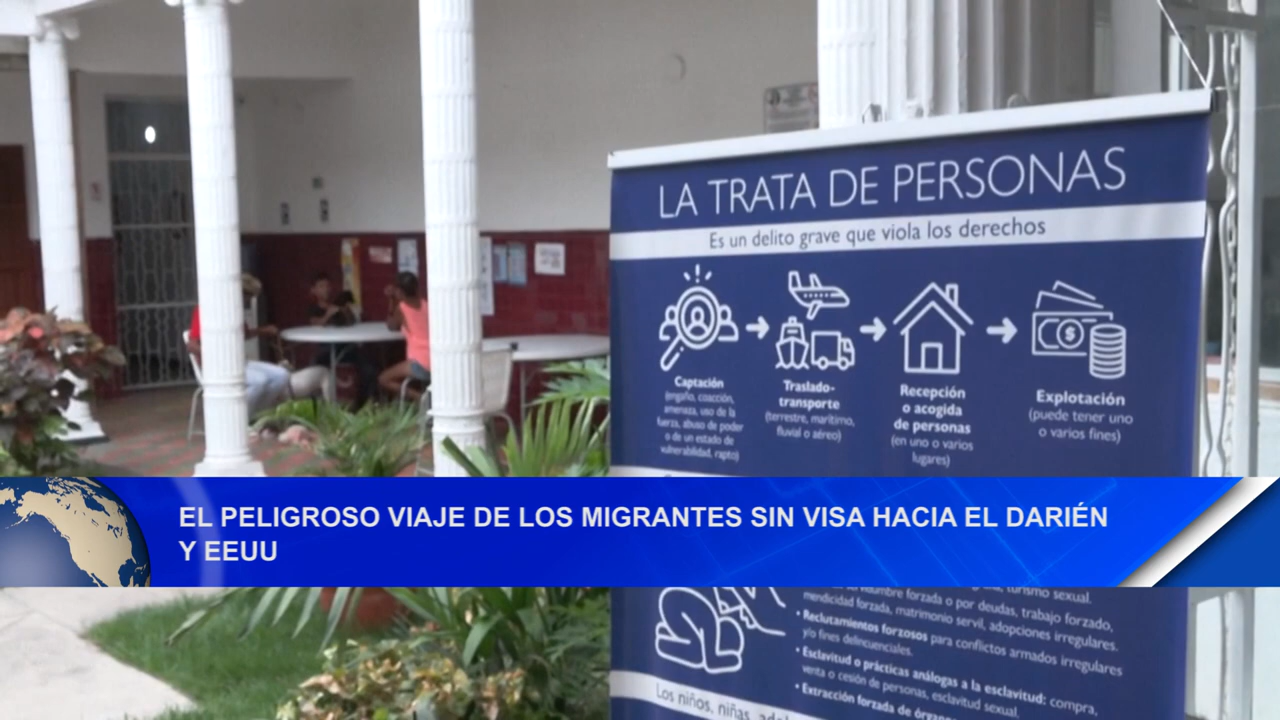 LA TRATA DE PERSONAS
Es un delito grave que viola los derechos
Captación
(engaño, coacción,
amenaza, uso de la
fuerza, abuso de poder
o de un estado de
vulnerabilidad, rapto)
Traslado-
transporte
(terrestre, marítimo,
fluvial o aéreo)
Recepción
o acogida
de personas
(en uno o varios
lugares)
Explotación
(puede tener uno
o varios fines)
EL PELIGROSO VIAJE DE LOS MIGRANTES SIN VISA HACIA EL DARIÉN
Y EEUU
turismo sexual.
forzada o por deudas, trabajo forzado,
mendicidad forzada, matrimonio servil, adopciones irregulares.
• Reclutamientos forzosos para conflictos armados irregulares
y/o fines delincuenciales.
• Esclavitud o prácticas análogas a la esclavitud: compra,
venta o cesión de personas, esclavitud sexual.
• Extracción forzada de
Los niños, niñas,